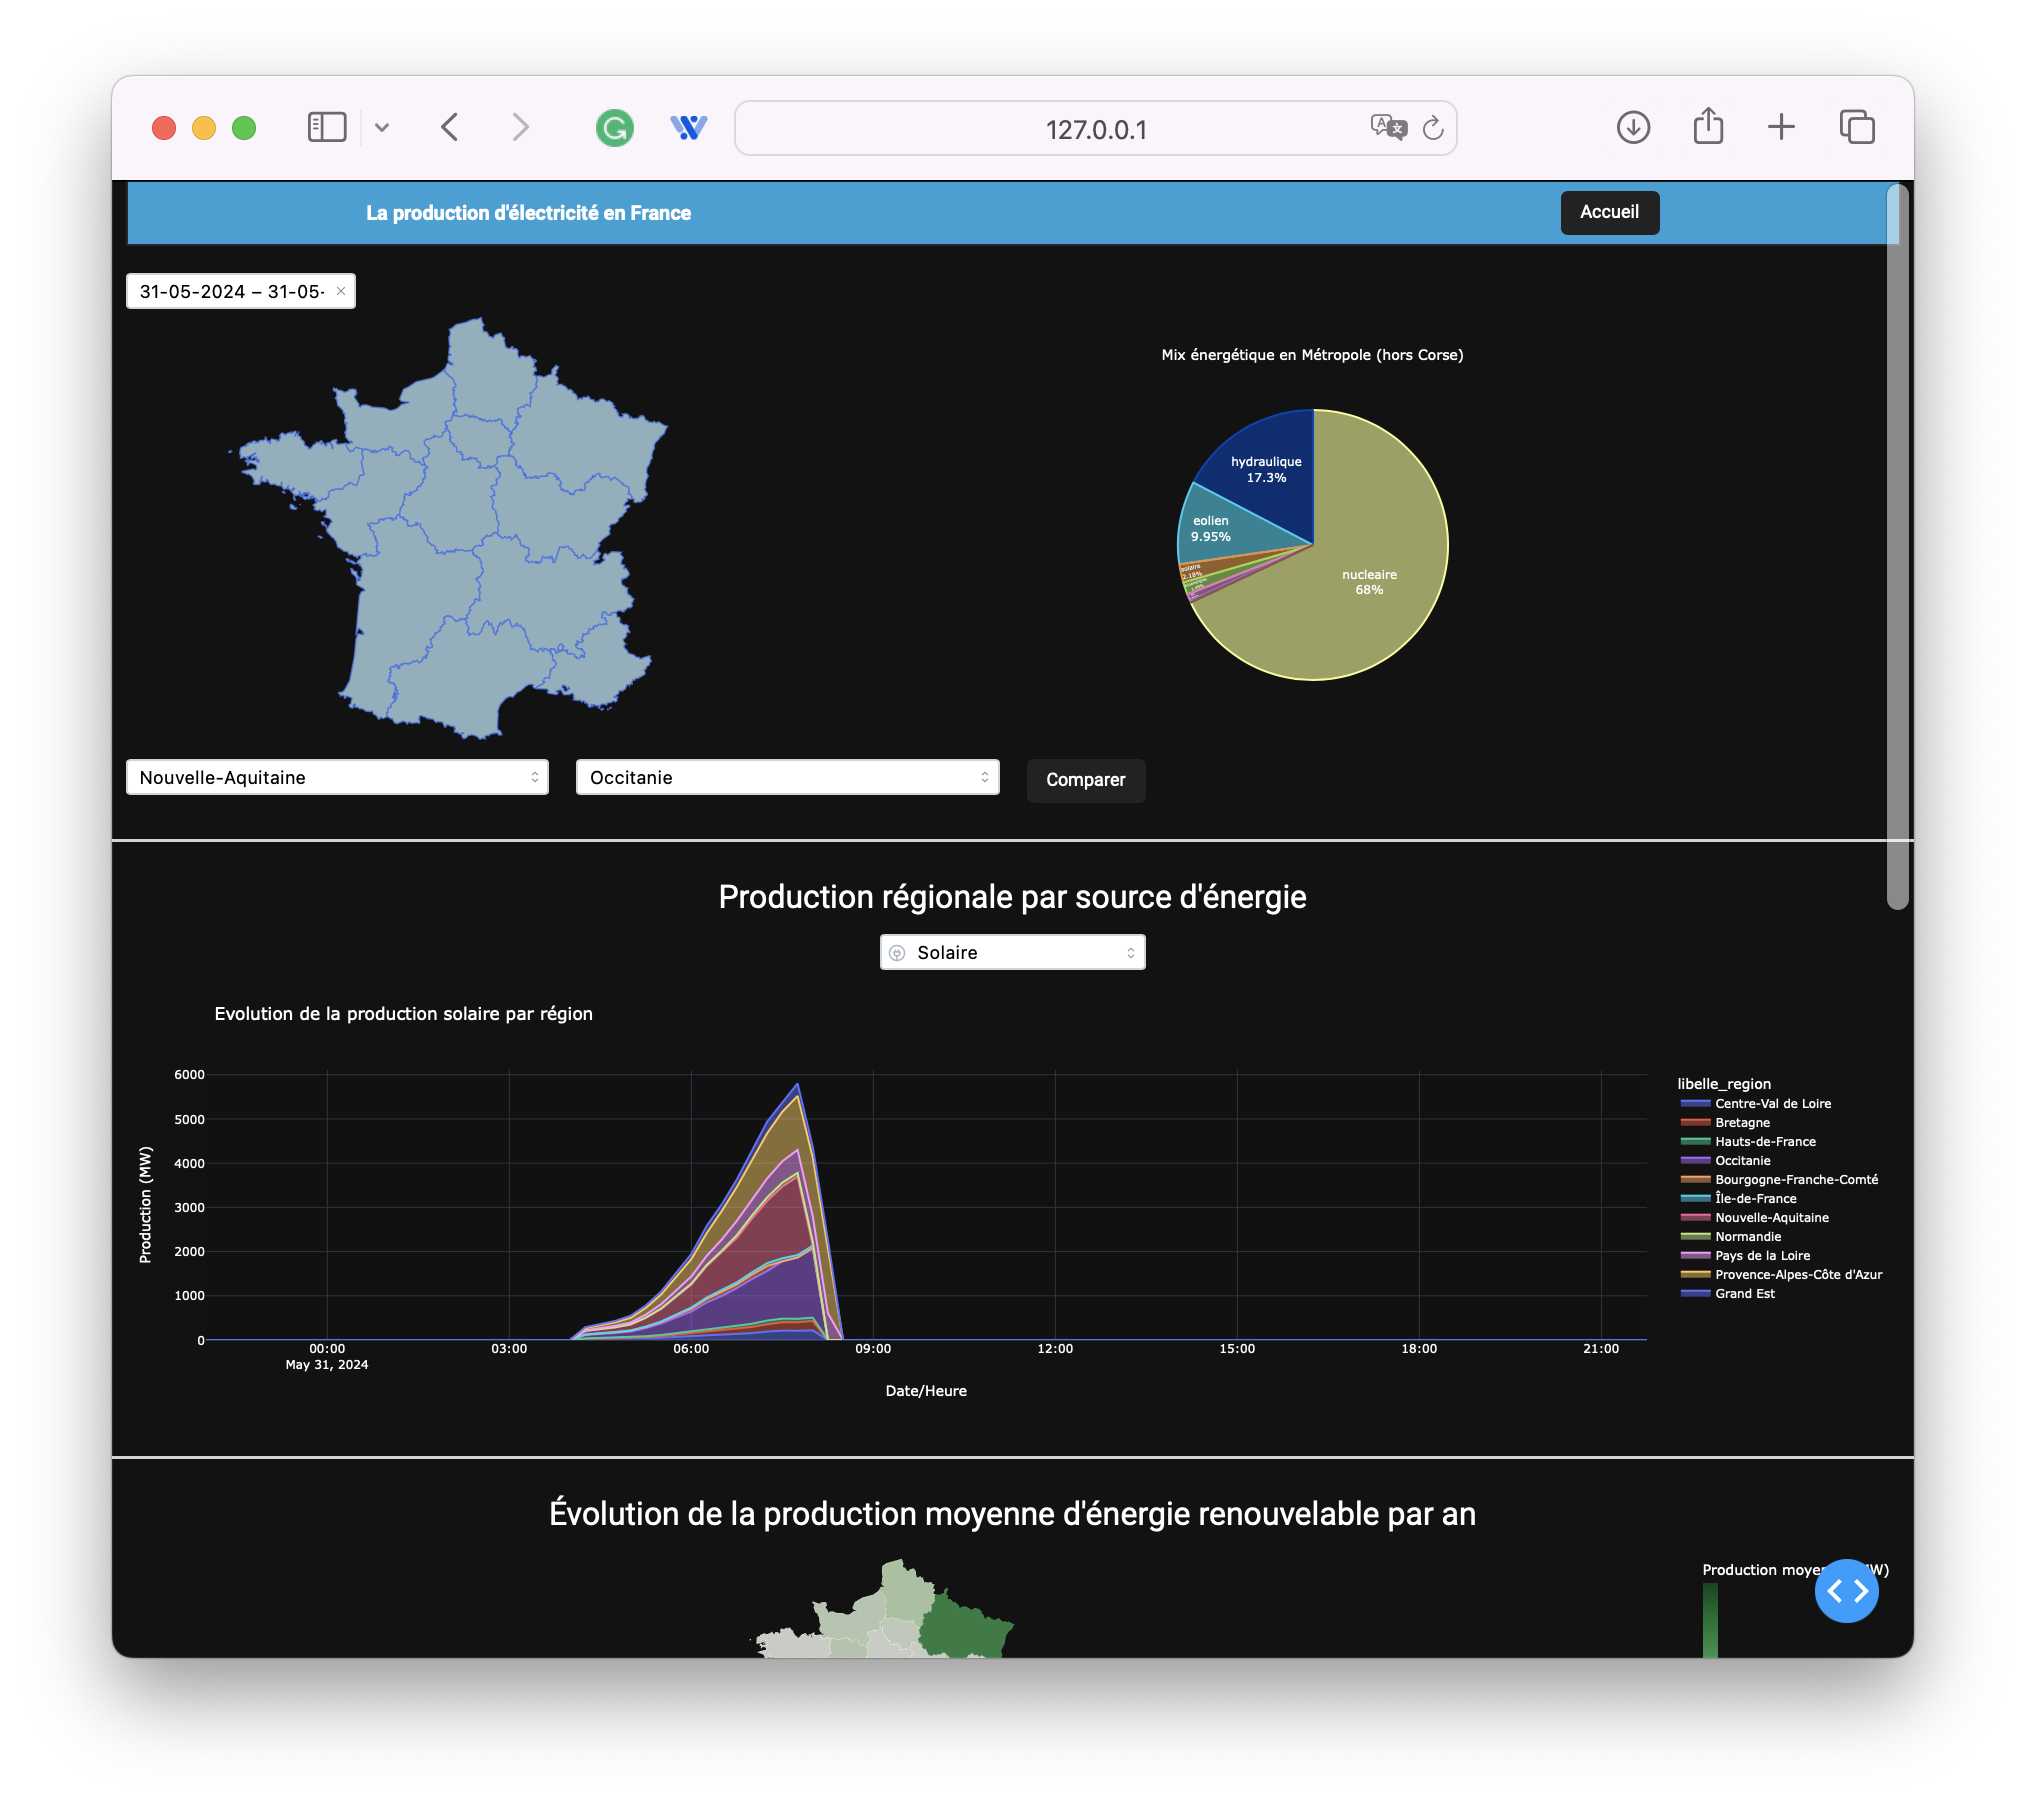 127.0.0.1
La production d'électricité en France
Accueil
31-05-2024 – 31-05-
Mix énergétique en Métropole (hors Corse)
hydraulique
17.3%
eolien
9.95%
solaire
2.18%
nucleaire
68%
Nouvelle-Aquitaine
Occitanie
Comparer
Production régionale par source d'énergie
Solaire
Evolution de la production solaire par région
Production (MW)
6000
5000
4000
3000
2000
1000
0
00:00
May 31, 2024
03:00
06:00
09:00
12:00
15:00
18:00
21:00
Date/Heure
libelle_region
Centre-Val de Loire
Bretagne
Hauts-de-France
Occitanie
Bourgogne-Franche-Comté
Île-de-France
Nouvelle-Aquitaine
Normandie
Pays de la Loire
Provence-Alpes-Côte d'Azur
Grand Est
Évolution de la production moyenne d'énergie renouvelable par an
Production